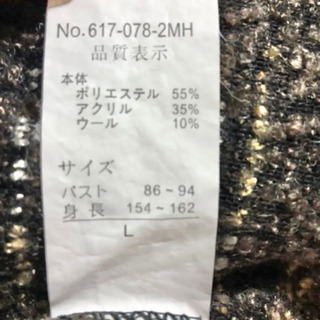 No.617-078-2MH
品質表示
本体
ポリエステル 55%
アクリル 35%
ウール 10%
サイズ
バスト 86~94
身長 154~162
L